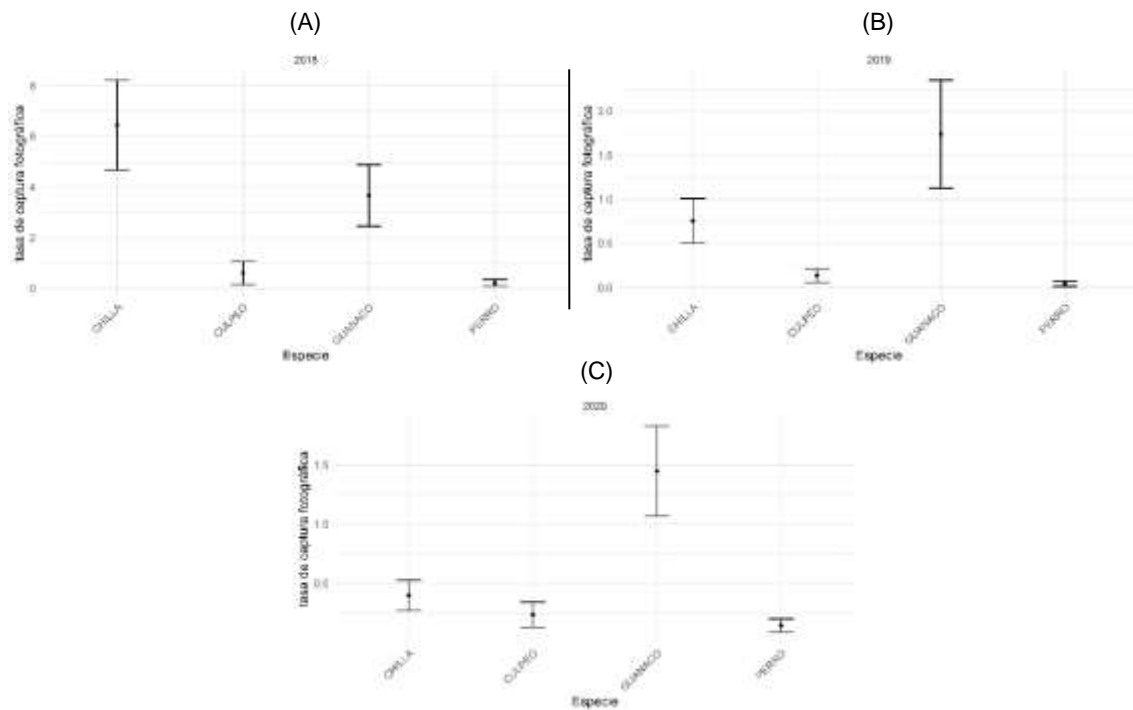 (A)
2018
tasa de captura fotográfica
8
6
4
2
0
CHILLA
CULPEO
GUANACO
PERRO
Especie
(B)
2019
tasa de captura fotográfica
2.0
1.5
1.0
0.5
0.0
CHILLA
CULPEO
GUANACO
PERRO
Especie
(C)
2020
tasa de captura fotográfica
1.5
1.0
0.5
CHILLA
CULPEO
GUANACO
PERRO
Especie